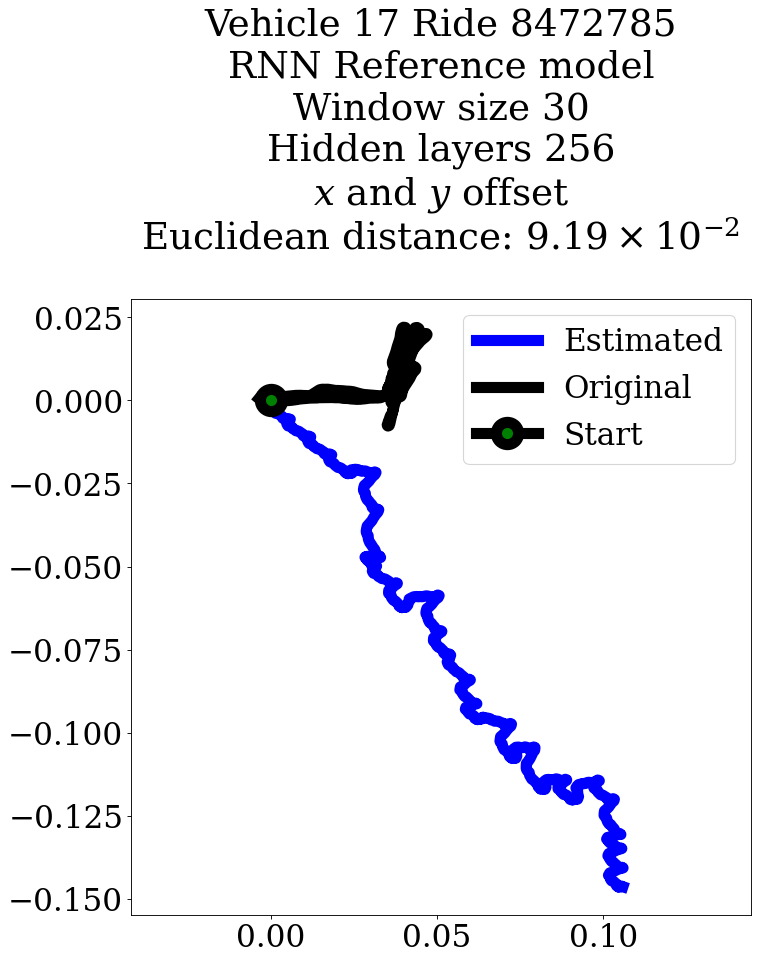 Vehicle 17 Ride 8472785
RNN Reference model
Window size 30
Hidden layers 256
x and y offset
Euclidean distance: 9.19 × 10⁻²
Estimated
Original
Start
0.025
0.000
−0.025
−0.050
−0.075
−0.100
−0.125
−0.150
0.00 0.05 0.10